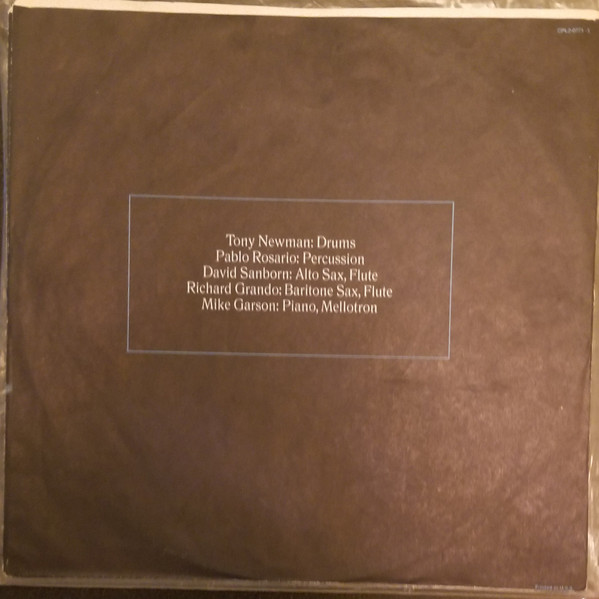 Tony Newman: Drums
Pablo Rosario: Percussion
David Sanborn: Alto Sax, Flute
Richard Grando: Baritone Sax, Flute
Mike Garson: Piano, Mellotron